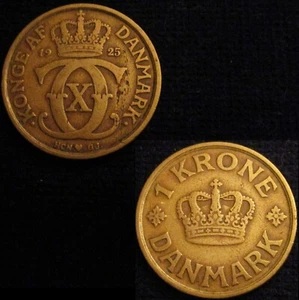 KONGE AF DANMARK
19 25
X
1 KRONE
DANMARK